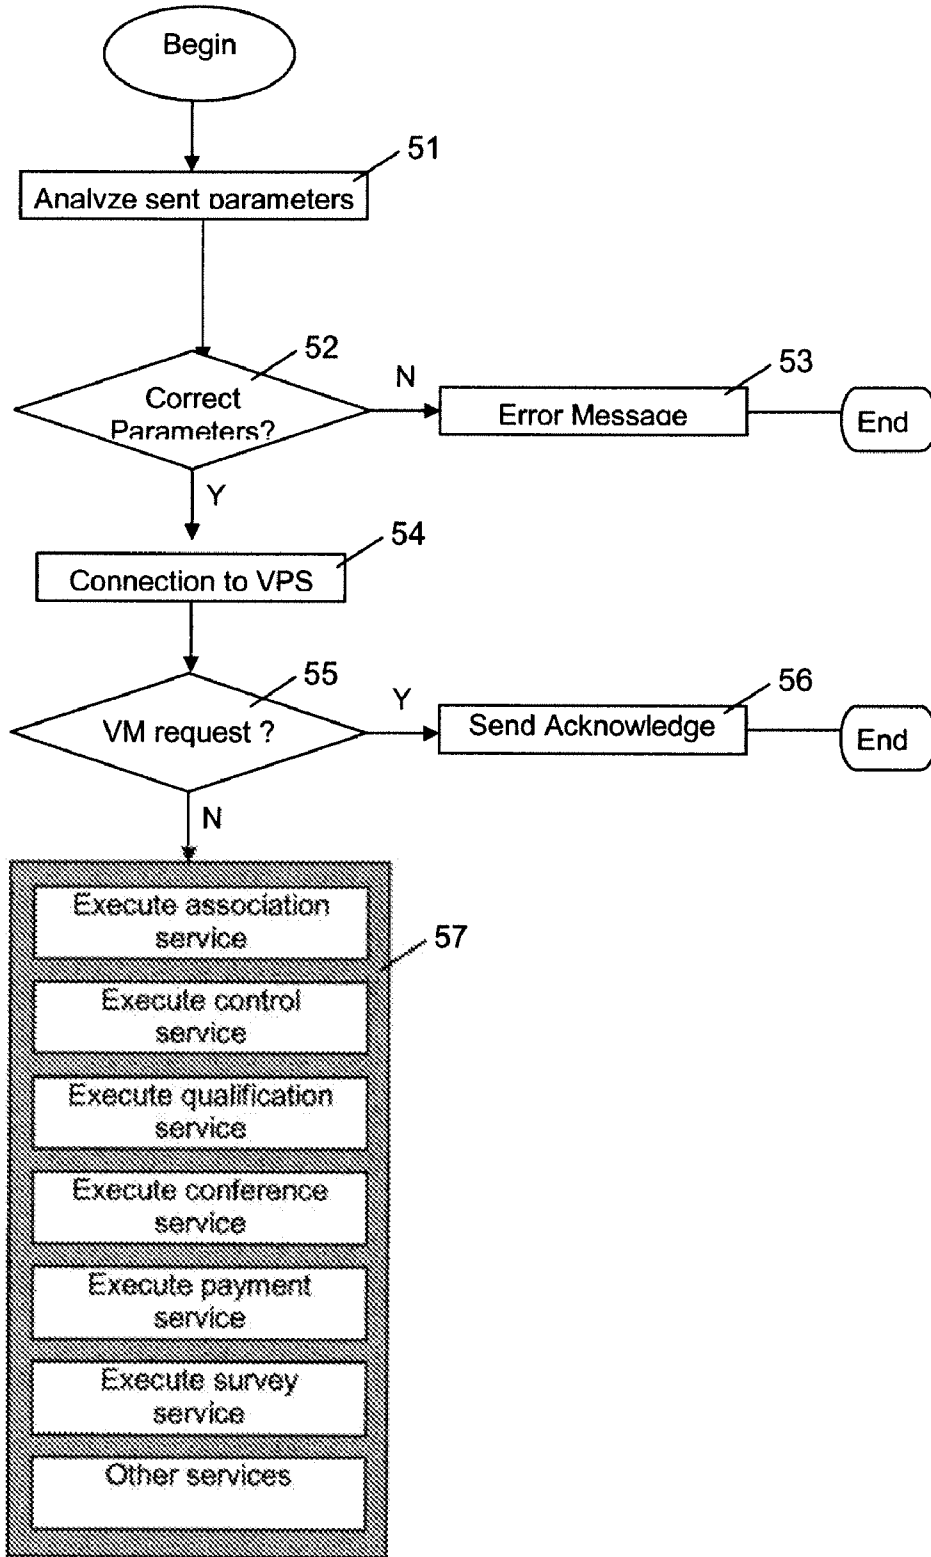 Begin
51
Analyze sent parameters
52
Correct
Parameters?
N
53
Error Message
End
Y
54
Connection to VPS
55
VM request ?
Y
56
Send Acknowledge
End
N
57
Execute association
service
Execute control
service
Execute qualification
service
Execute conference
service
Execute payment
service
Execute survey
service
Other services